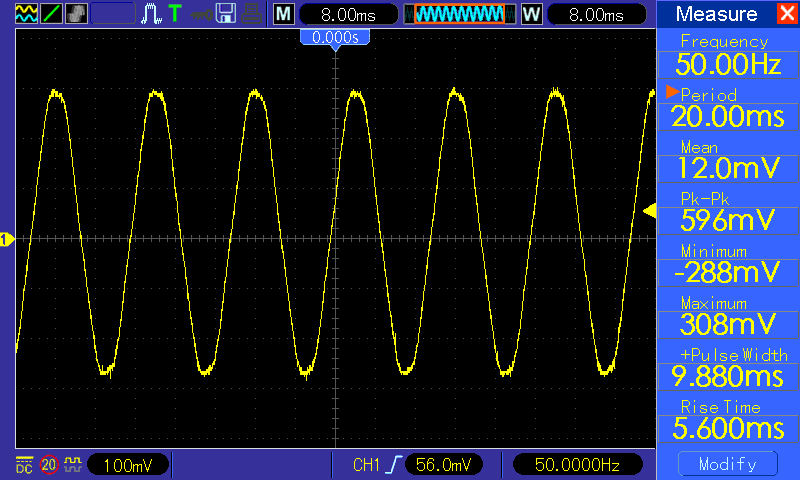 T M 8.00ms W 8.00ms Measure
0.000s
Frequency
50.00Hz
Period
20.00ms
Mean
12.0mV
Pk-Pk
596mV
1
Minimum
-288mV
Maximum
308mV
+Pulse Width
9.880ms
Rise Time
5.600ms
DC 20 100mV CH1 56.0mV 50.0000Hz Modify